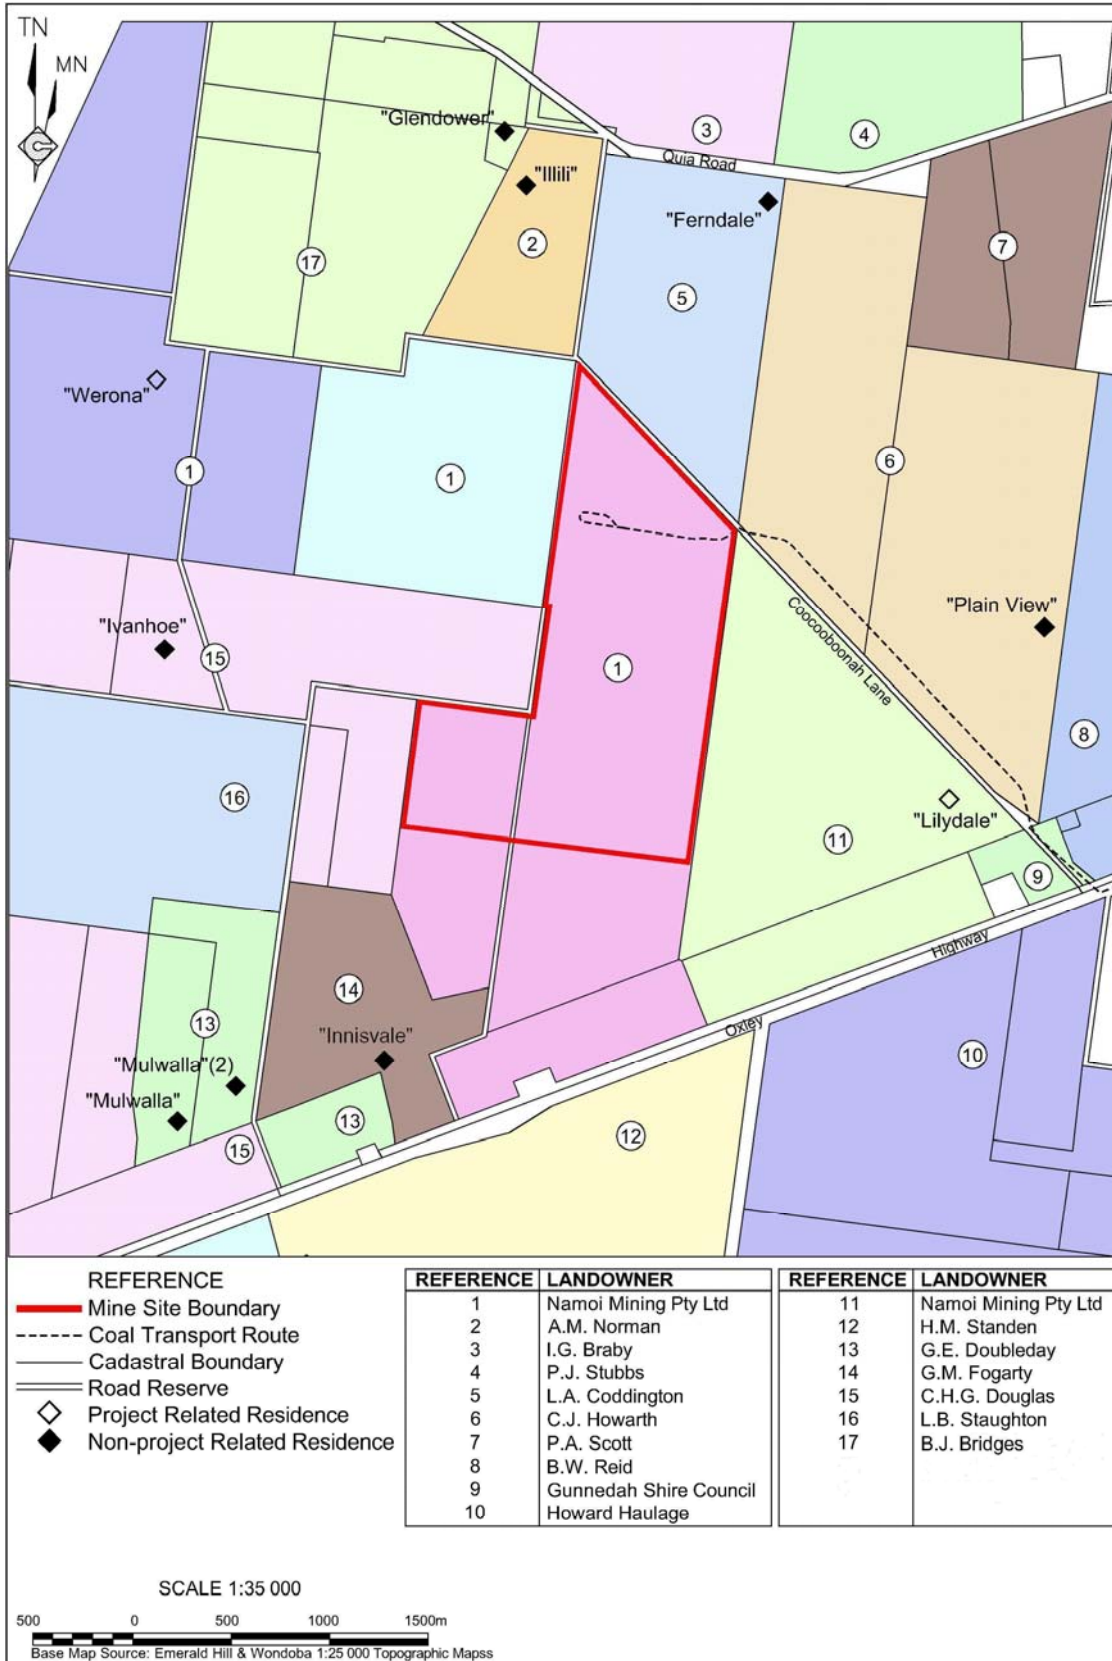 TN
MN
"Glendower"
3
4
Quia Road
"Illili"
"Ferndale"
2
7
17
5
"Werona"
6
1
1
Coocooboonah Lane
"Plain View"
"Ivanhoe"
15
1
8
16
"Lilydale"
11
9
Highway
14
Oxley
13
"Innisvale"
10
"Mulwalla"(2)
"Mulwalla"
13
12
15
REFERENCE
Mine Site Boundary
Coal Transport Route
Cadastral Boundary
Road Reserve
Project Related Residence
Non-project Related Residence
REFERENCE LANDOWNER
1 Namoi Mining Pty Ltd
2 A.M. Norman
3 I.G. Braby
4 P.J. Stubbs
5 L.A. Coddington
6 C.J. Howarth
7 P.A. Scott
8 B.W. Reid
9 Gunnedah Shire Council
10 Howard Haulage
REFERENCE LANDOWNER
11 Namoi Mining Pty Ltd
12 H.M. Standen
13 G.E. Doubleday
14 G.M. Fogarty
15 C.H.G. Douglas
16 L.B. Staughton
17 B.J. Bridges
SCALE 1:35 000
500 0 500 1000 1500m
Base Map Source: Emerald Hill & Wondoba 1:25 000 Topographic Mapss